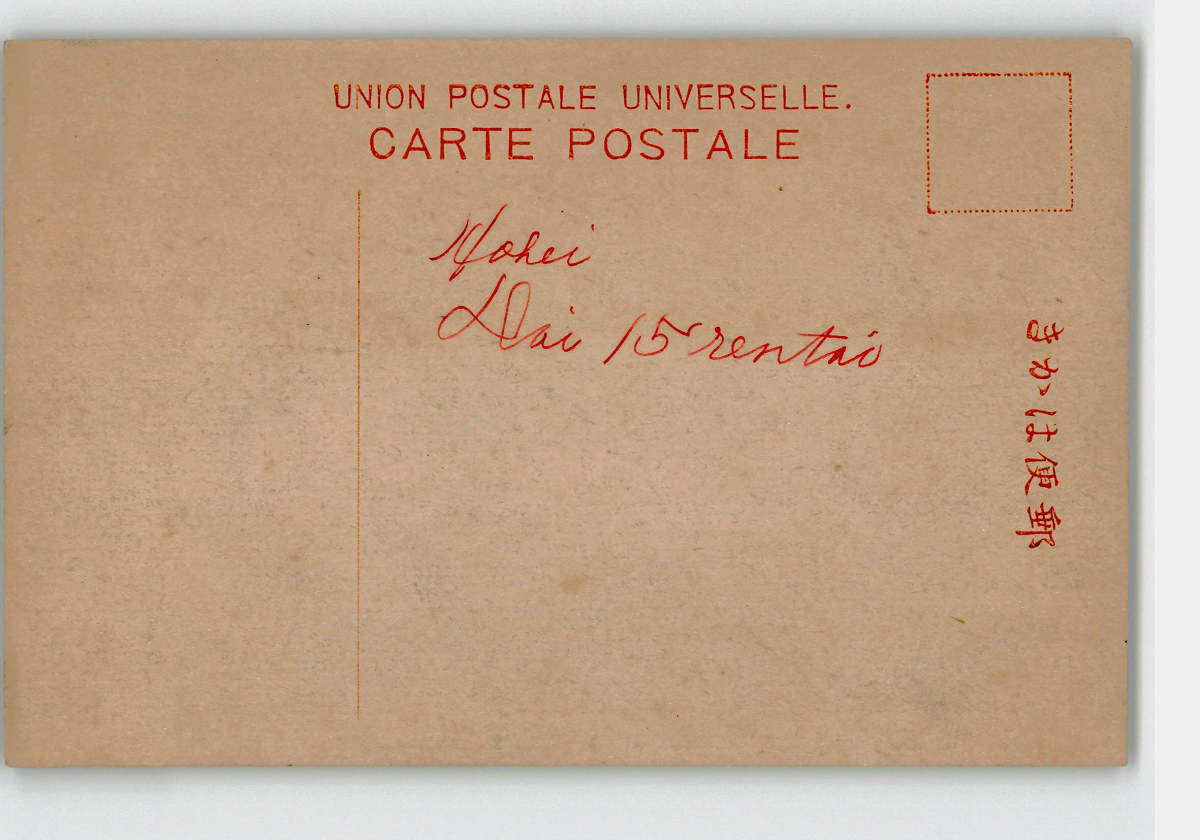 UNION POSTALE UNIVERSELLE.
CARTE POSTALE
Hohei
Dai 15 rentai
郵便はかき